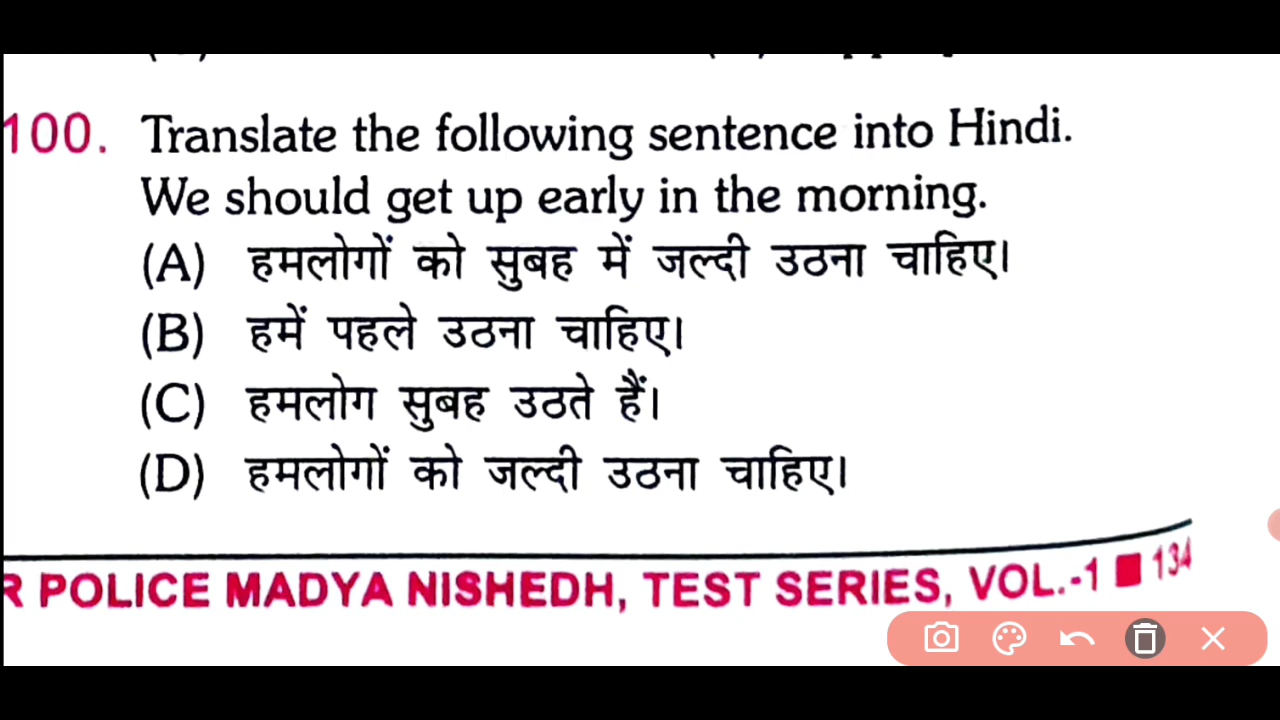 100. Translate the following sentence into Hindi.
We should get up early in the morning.
(A) हमलोगों को सुबह में जल्दी उठना चाहिए।
(B) हमें पहले उठना चाहिए।
(C) हमलोग सुबह उठते हैं।
(D) हमलोगों को जल्दी उठना चाहिए।
R POLICE MADYA NISHEDH, TEST SERIES, VOL.-1 ■ 134